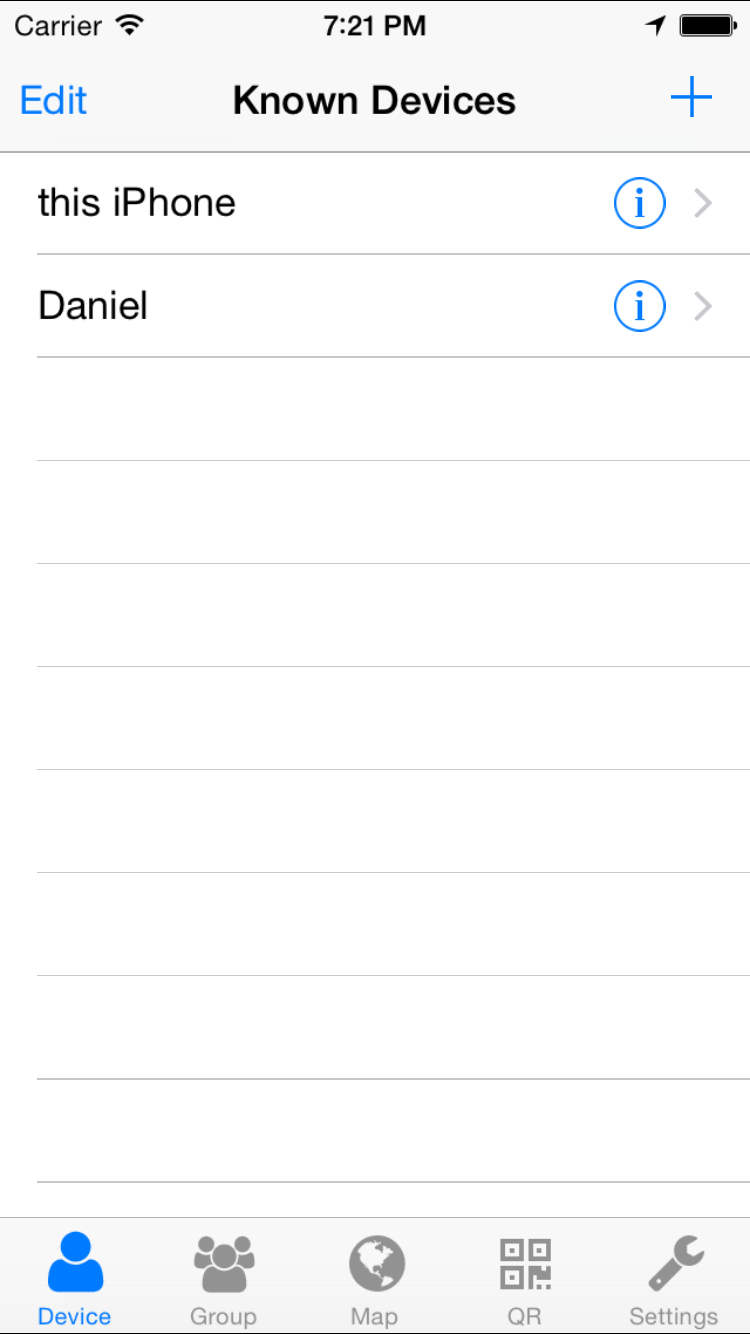 Carrier 7:21 PM
Edit Known Devices
this iPhone
Daniel
Device Group Map QR Settings